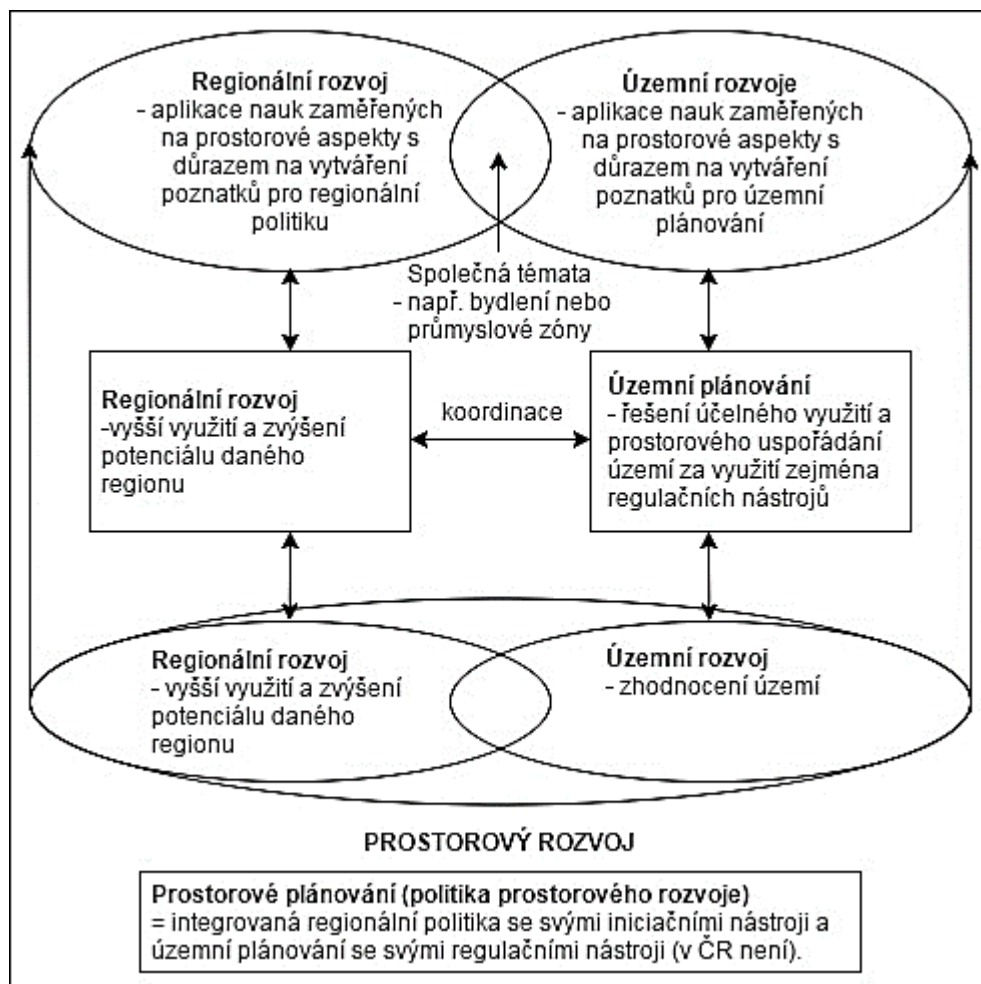 Regionální rozvoj
- aplikace nauk zaměřených
na prostorové aspekty s
důrazem na vytváření
poznatků pro regionální
politiku
Územní rozvoje
- aplikace nauk zaměřených
na prostorové aspekty s
důrazem na vytváření
poznatků pro územní
plánování
Společná témata
- např. bydlení nebo
průmyslové zóny
Regionální rozvoj
-vyšší využití a zvýšení
potenciálu daného
regionu
koordinace
Územní plánování
- řešení účelného využití a
prostorového uspořádání
území za využití zejména
regulačních nástrojů
Regionální rozvoj
- vyšší využití a zvýšení
potenciálu daného
regionu
Územní rozvoj
- zhodnocení území
PROSTOROVÝ ROZVOJ
Prostorové plánování (politika prostorového rozvoje)
= integrovaná regionální politika se svými iniciačními nástroji a
územní plánování se svými regulačními nástroji (v ČR není).